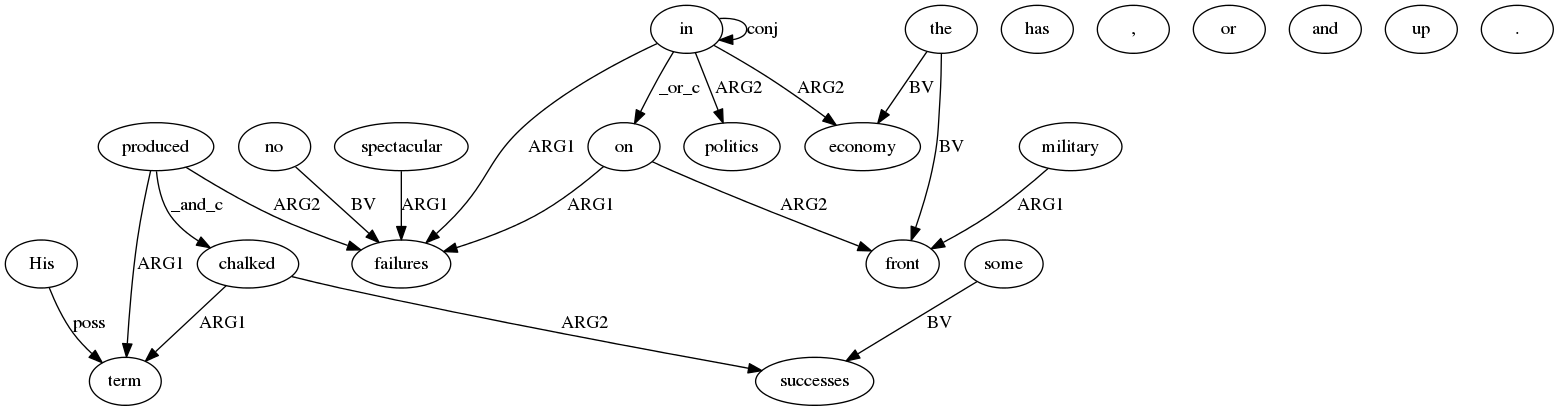 in conj the has , or and up .
_or_c ARG2 ARG2 BV
produced no spectacular ARG1 on politics economy BV military
_and_c ARG2 BV ARG1 ARG1 ARG2 ARG1
His ARG1 chalked failures front some
poss ARG1 ARG2 BV
term successes